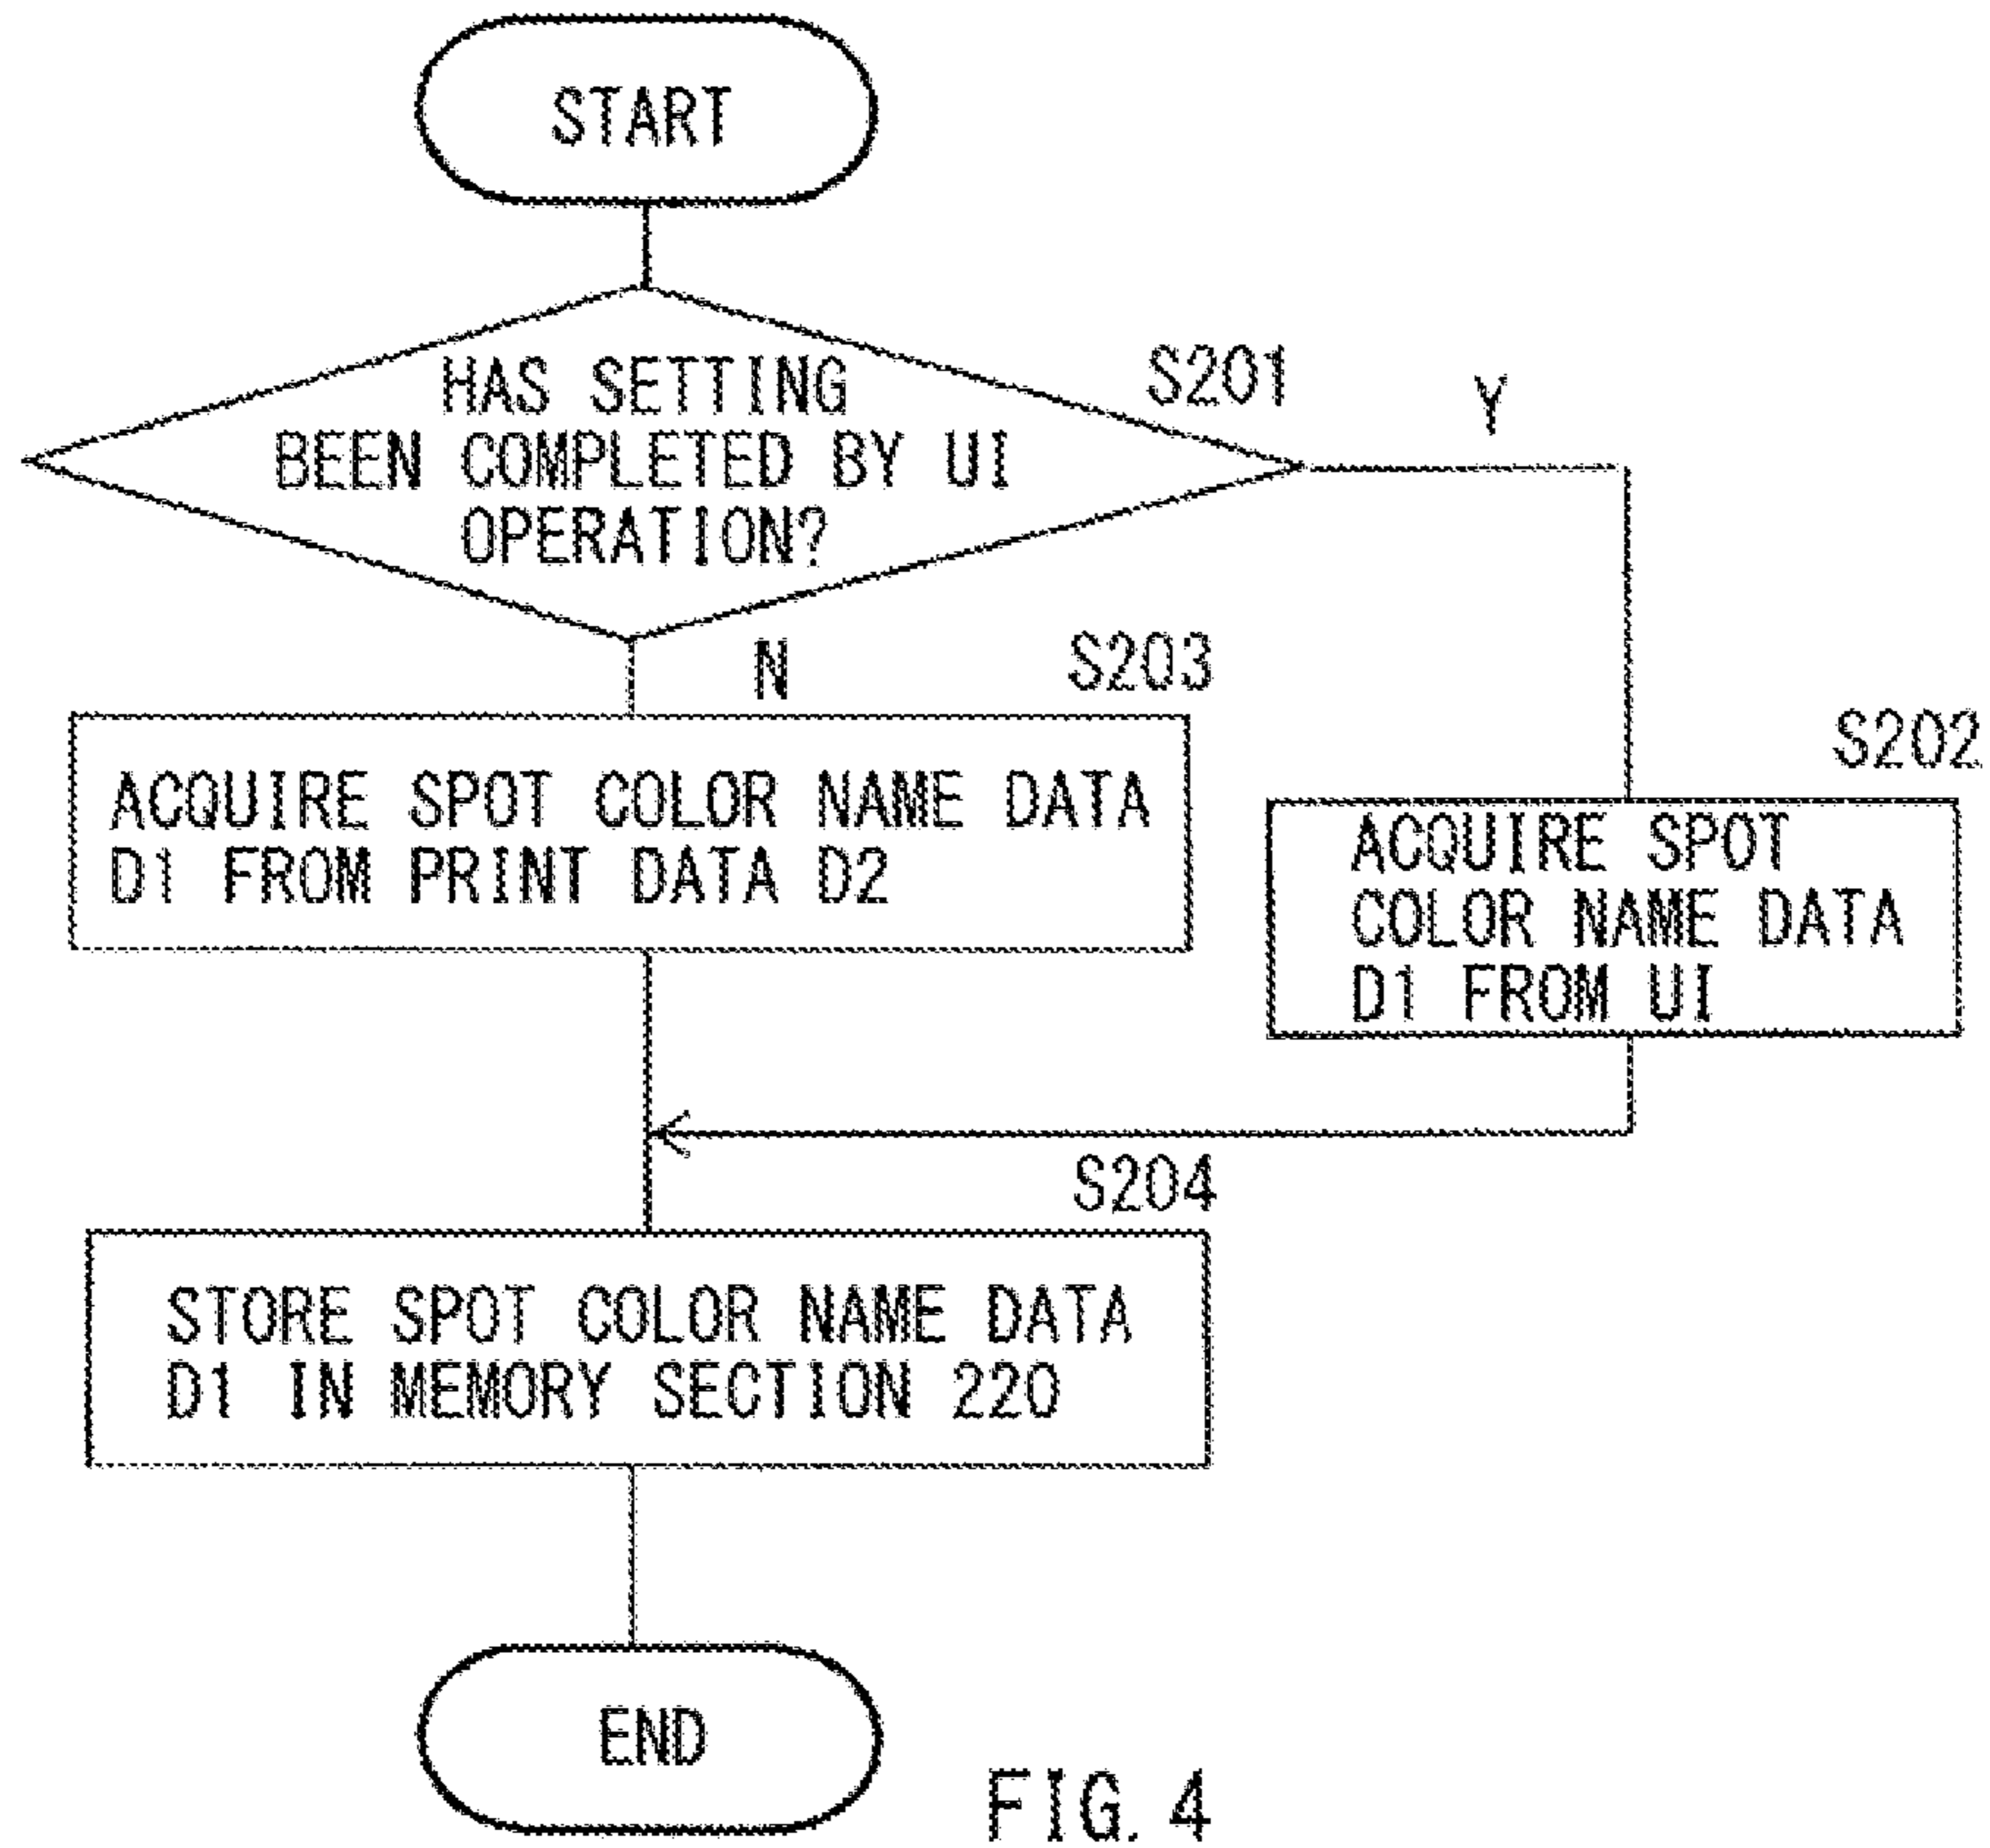 START
HAS SETTING
BEEN COMPLETED BY UI
OPERATION?
S201
Y
N
S203
ACQUIRE SPOT COLOR NAME DATA
D1 FROM PRINT DATA D2
S202
ACQUIRE SPOT
COLOR NAME DATA
D1 FROM UI
S204
STORE SPOT COLOR NAME DATA
D1 IN MEMORY SECTION 220
END
FIG. 4